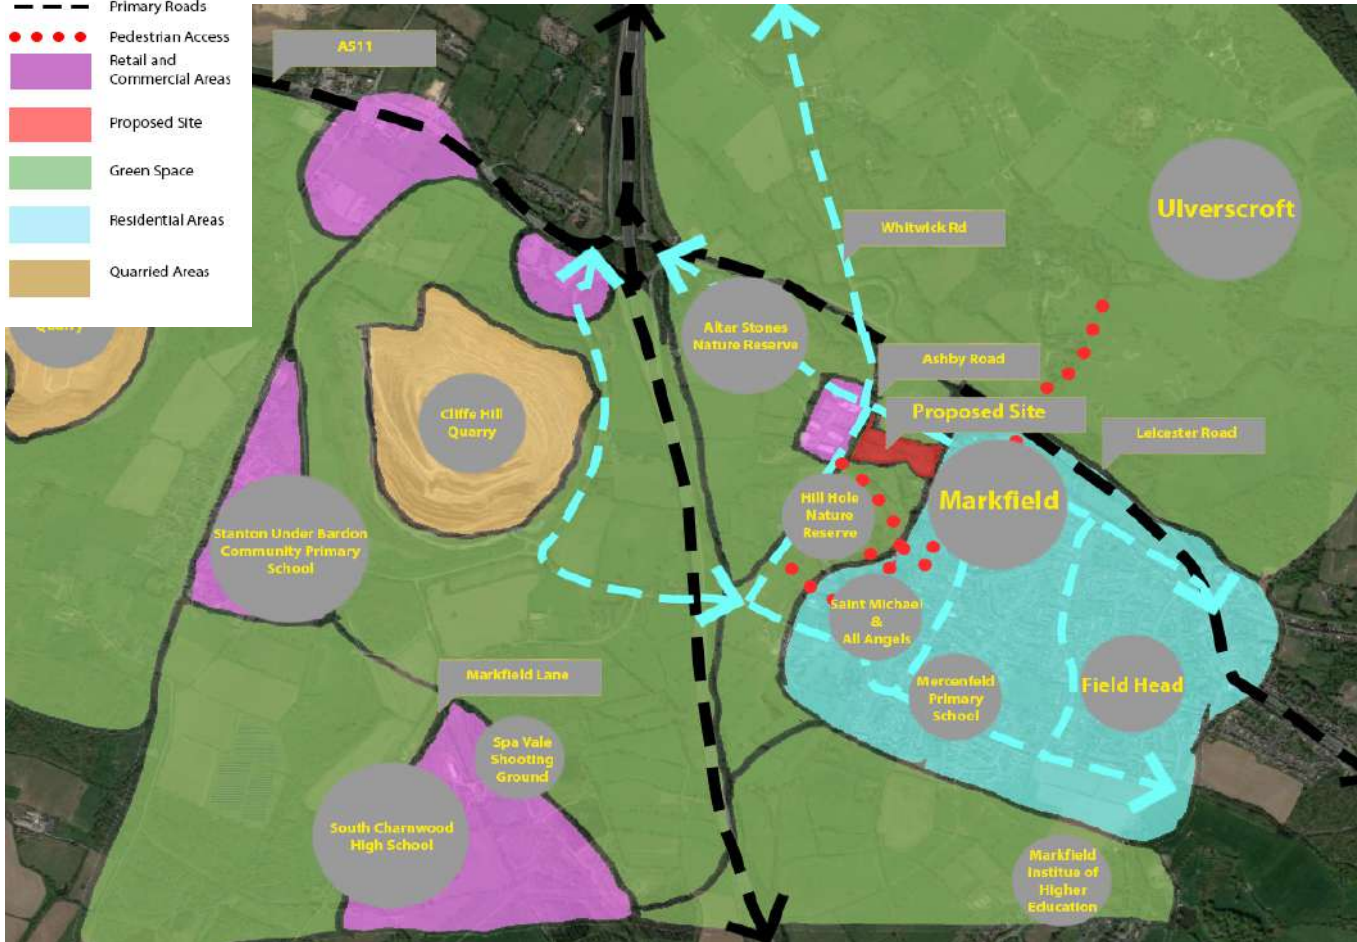 Primary Roads
Pedestrian Access
Retail and
Commercial Areas
Proposed Site
Green Space
Residential Areas
Quarried Areas
Quarry
A511
Ulverscroft
Whitwick Rd
Altar Stones
Nature Reserve
Ashby Road
Proposed Site
Leicester Road
Cliffe Hill
Quarry
Markfield
Hill Hole
Nature
Reserve
Stanton Under Bardon
Community Primary
School
Saint Michael
&
All Angels
Markfield Lane
Mercenfeld
Primary
School
Field Head
Spa Vale
Shooting
Ground
South Charnwood
High School
Markfield
Institue of
Higher
Education